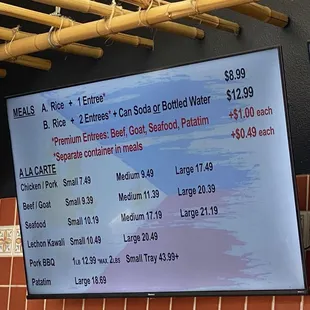 MEALS A. Rice + 1 Entree* $8.99
B. Rice + 2 Entrees* + Can Soda or Bottled Water $12.99
*Premium Entrees: Beef, Goat, Seafood, Patatim +$1.00 each
*Separate container in meals +$0.49 each
A LA CARTE
Chicken / Pork Small 7.49 Medium 9.49 Large 17.49
Beef / Goat Small 9.39 Medium 11.39 Large 20.39
Seafood Small 10.19 Medium 17.19 Large 21.19
Lechon Kawali Small 10.49 Large 20.49
Pork BBQ 1LB 12.99 *MAX 2LBS Small Tray 43.99+
Patatim Large 18.69